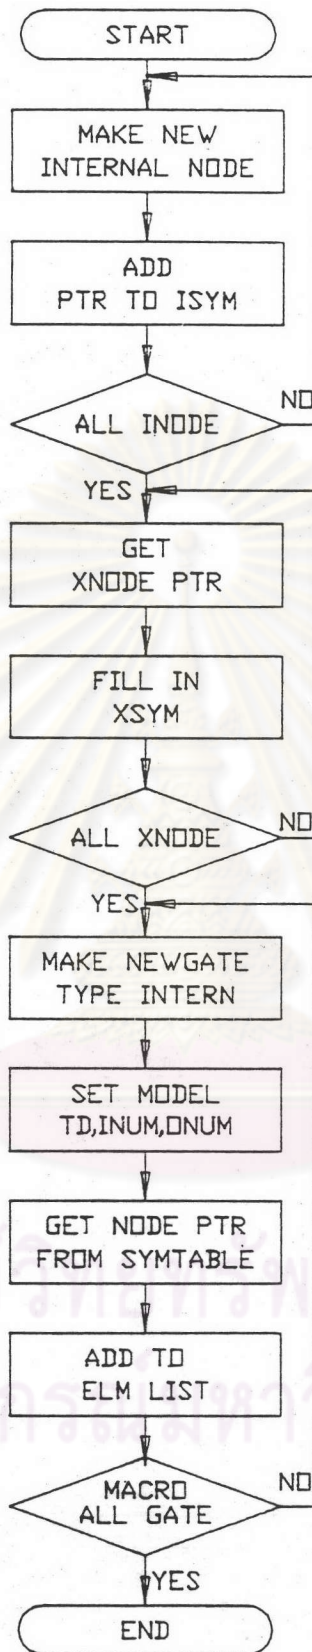 START
MAKE NEW
INTERNAL NODE
ADD
PTR TO ISYM
ALL INODE
NO
YES
GET
XNODE PTR
FILL IN
XSYM
ALL XNODE
NO
YES
MAKE NEWGATE
TYPE INTERN
SET MODEL
TD,INUM,ONUM
GET NODE PTR
FROM SYMTABLE
ADD TO
ELM LIST
MACRO
ALL GATE
NO
YES
END